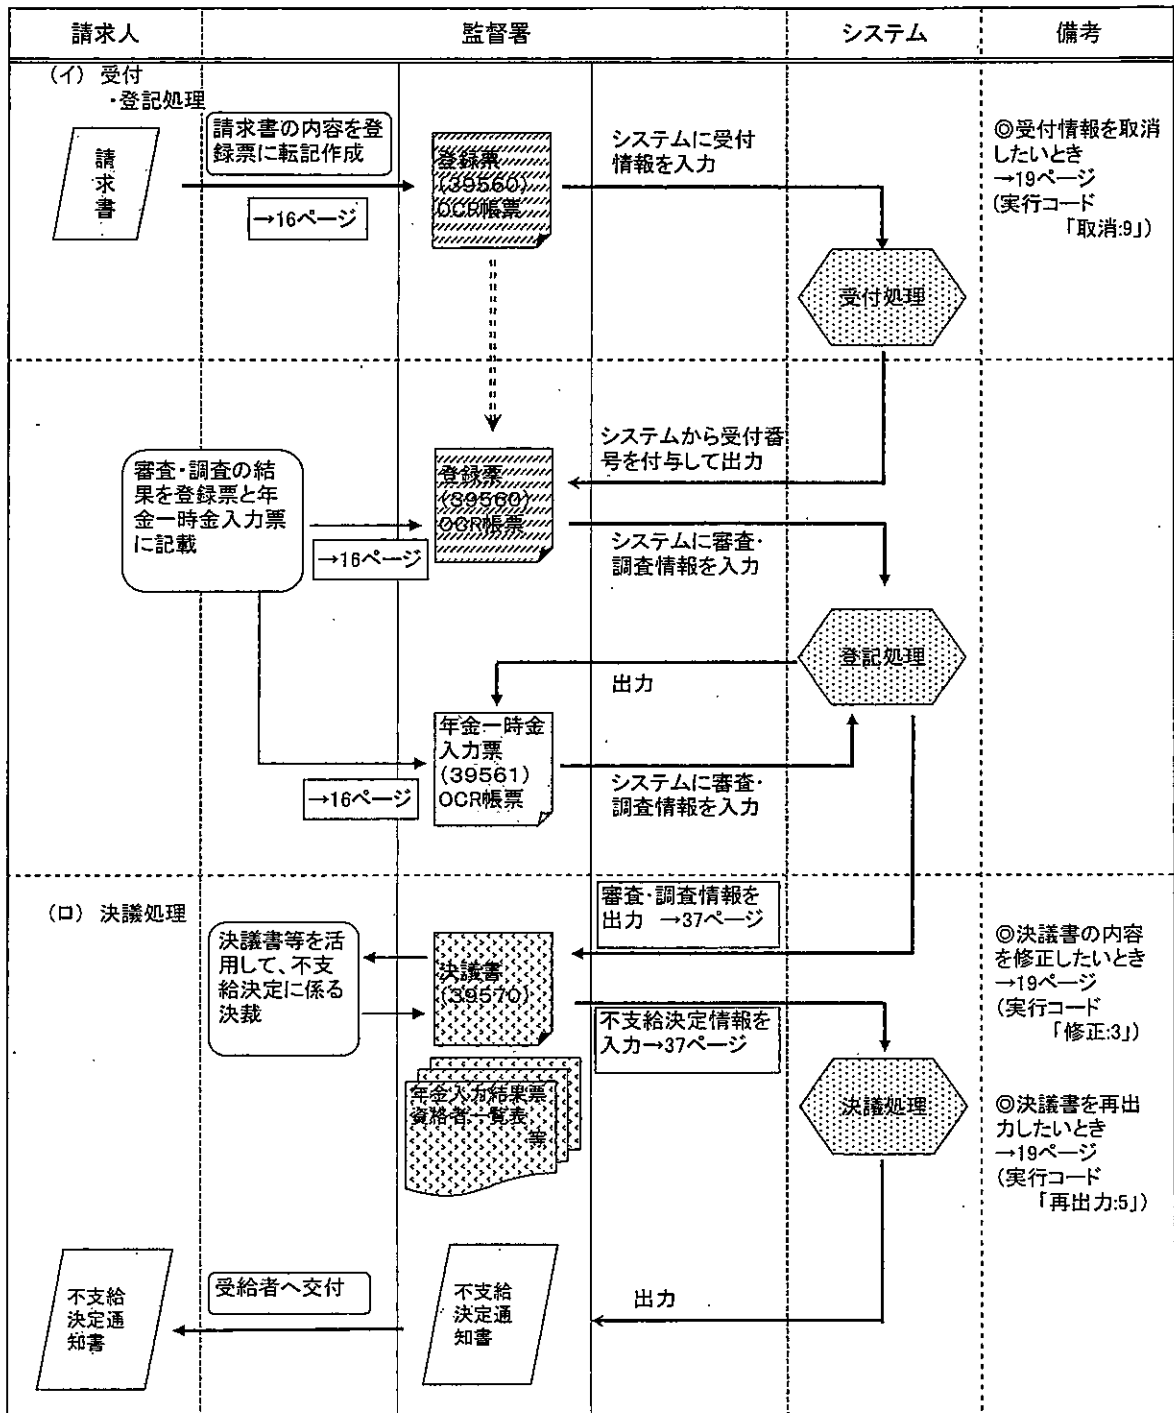 請求人
監督署
システム
備考
(イ) 受付
・登記処理
請求書
請求書の内容を登
録票に転記作成
→16ページ
登録票
(39560)
OCR帳票
システムに受付
情報を入力
受付処理
◎受付情報を取消
したいとき
→19ページ
(実行コード
「取消:9」)
審査・調査の結
果を登録票と年
金一時金入力票
に記載
→16ページ
登録票
(39560)
OCR帳票
システムから受付番
号を付与して出力
システムに審査・
調査情報を入力
登記処理
出力
年金一時金
入力票
(39561)
OCR帳票
→16ページ
システムに審査・
調査情報を入力
(ロ) 決議処理
決議書等を活
用して、不支
給決定に係る
決裁
決議書
(39570)
審査・調査情報を
出力 →37ページ
不支給決定情報を
入力→37ページ
年金入力結果票
資格者一覧表
等
決議処理
◎決議書の内容
を修正したいとき
→19ページ
(実行コード
「修正:3」)
◎決議書を再出
力したいとき
→19ページ
(実行コード
「再出力:5」)
不支給
決定通
知書
受給者へ交付
不支給
決定通
知書
出力